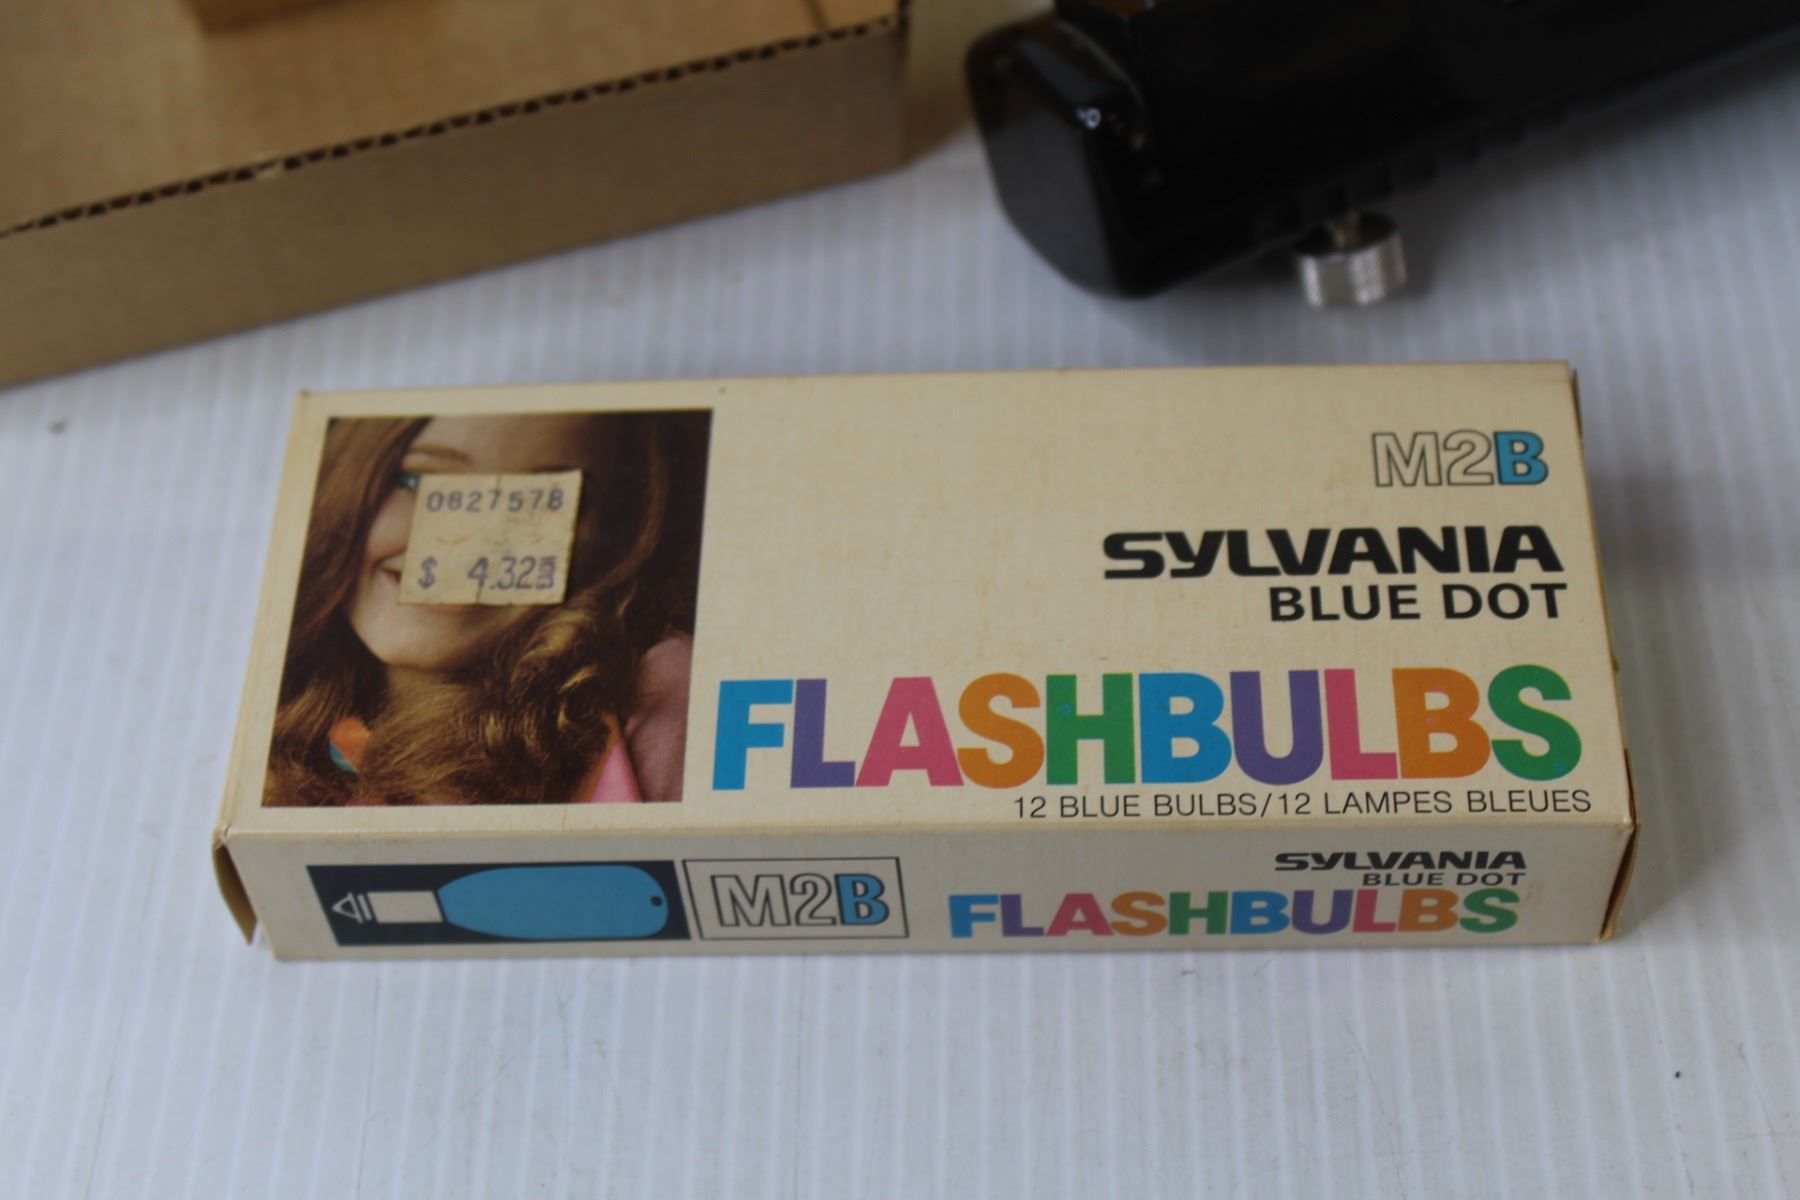 0827578
$ 4.32
M2B
SYLVANIA
BLUE DOT
FLASHBULBS
12 BLUE BULBS/12 LAMPES BLEUES
M2B
SYLVANIA
BLUE DOT
FLASHBULBS